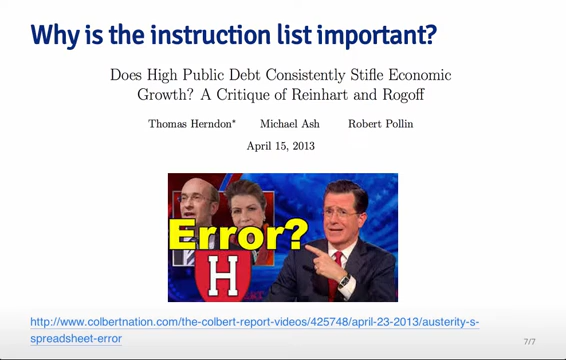 Why is the instruction list important?
Does High Public Debt Consistently Stifle Economic
Growth? A Critique of Reinhart and Rogoff
Thomas Herndon* Michael Ash Robert Pollin
April 15, 2013
Error?
H
http://www.colbertnation.com/the-colbert-report-videos/425748/april-23-2013/austerity-s-
spreadsheet-error
7/7